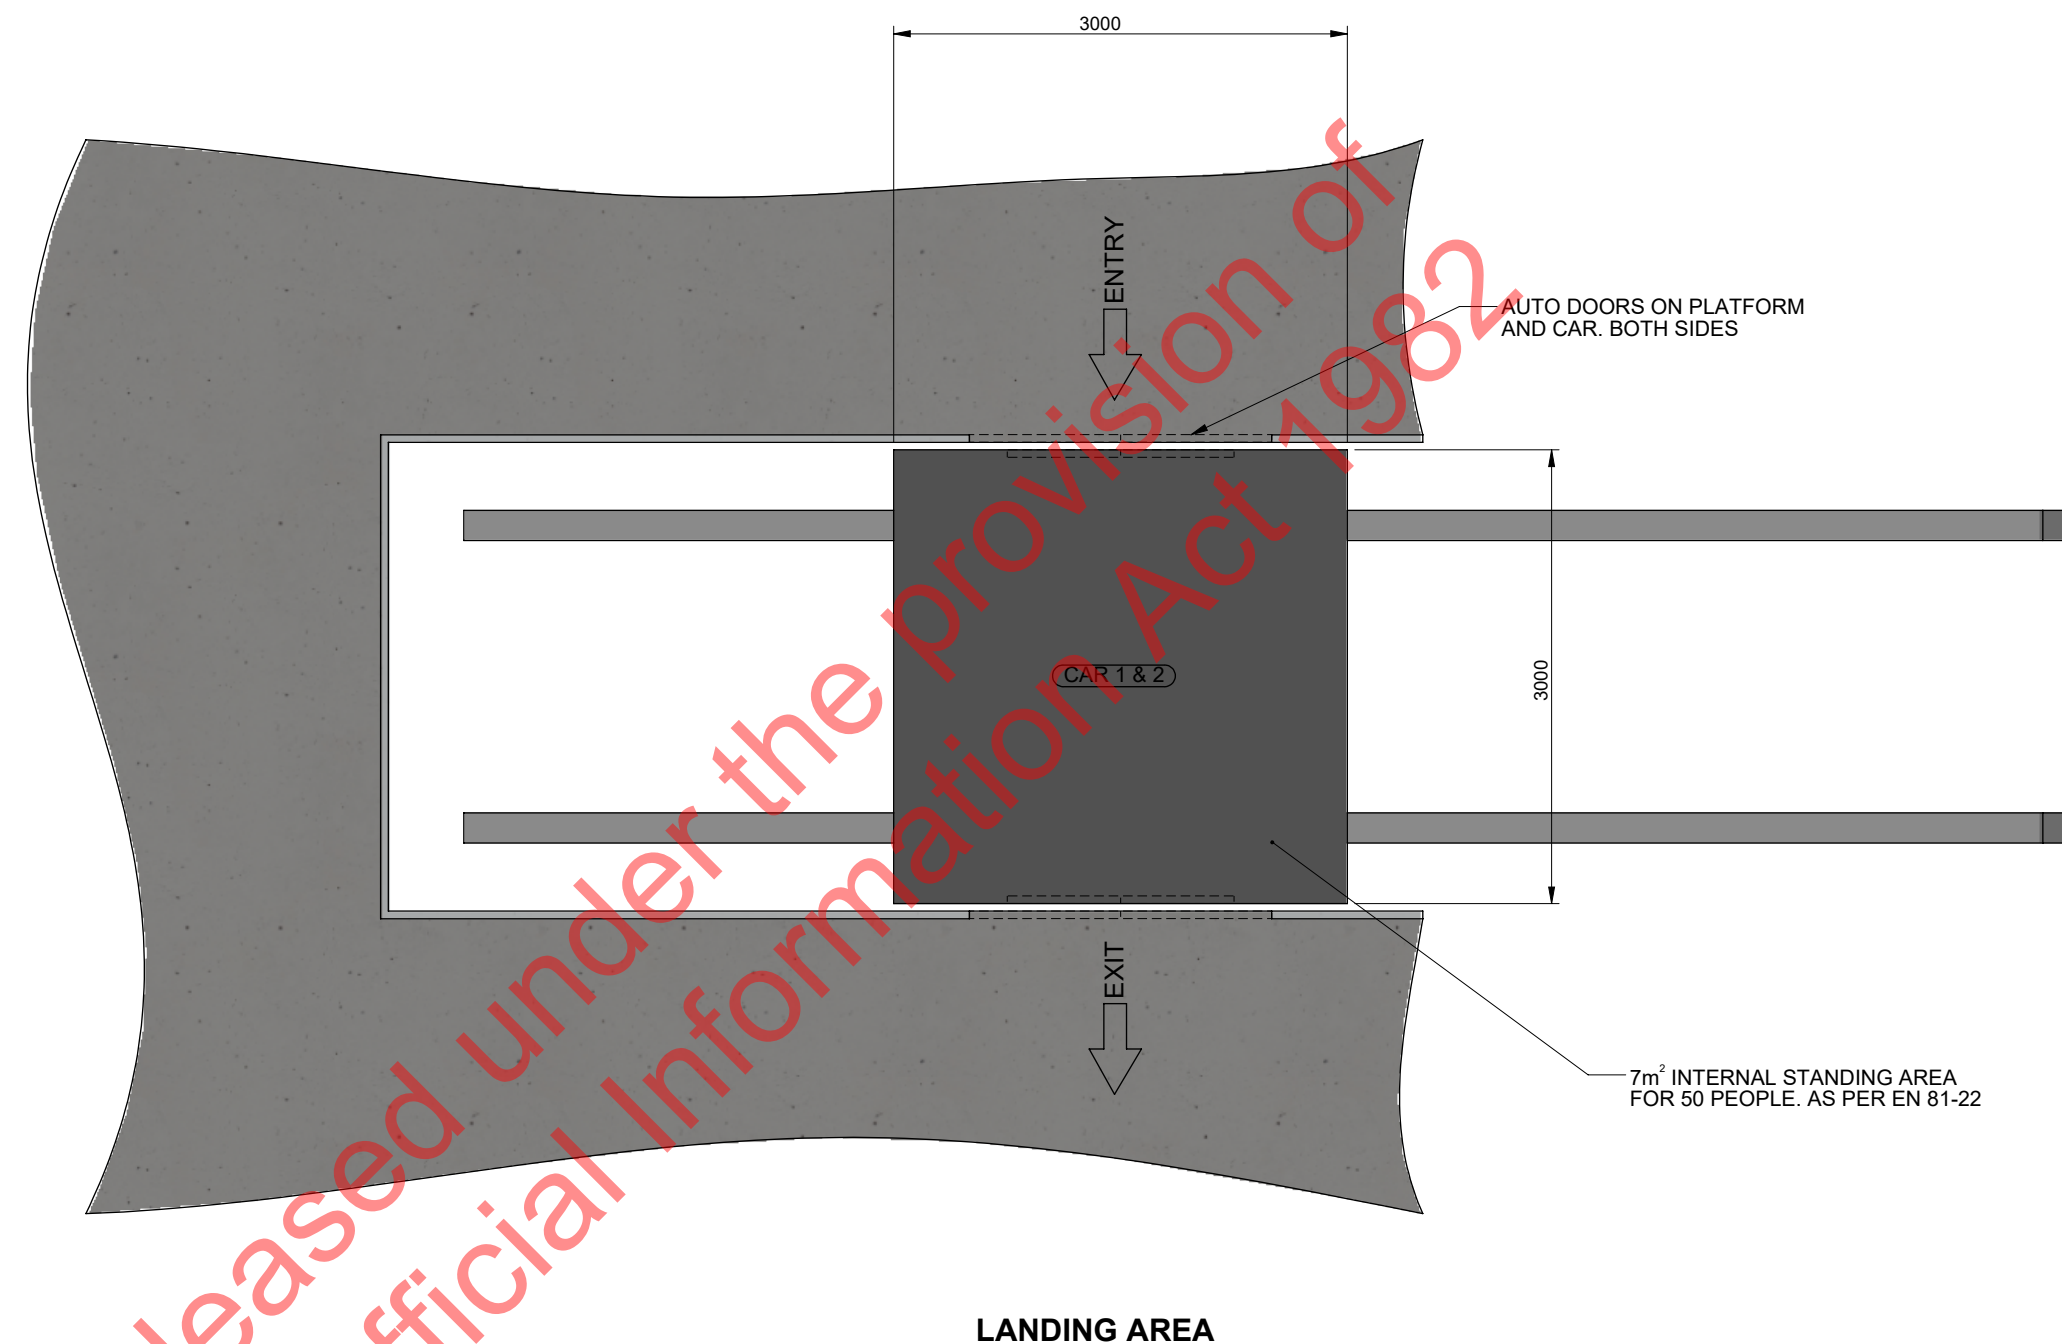 3000
ENTRY
AUTO DOORS ON PLATFORM
AND CAR. BOTH SIDES
CAR 1 & 2
3000
EXIT
7m² INTERNAL STANDING AREA
FOR 50 PEOPLE. AS PER EN 81-22
LANDING AREA
leased under the provision of
fficial Information Act 1982